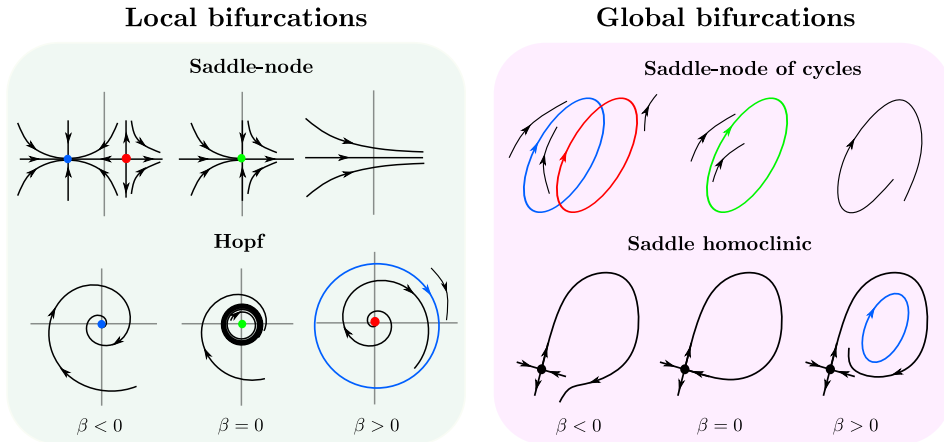 Local bifurcations
Saddle-node
Hopf
β < 0
β = 0
β > 0
Global bifurcations
Saddle-node of cycles
Saddle homoclinic
β < 0
β = 0
β > 0